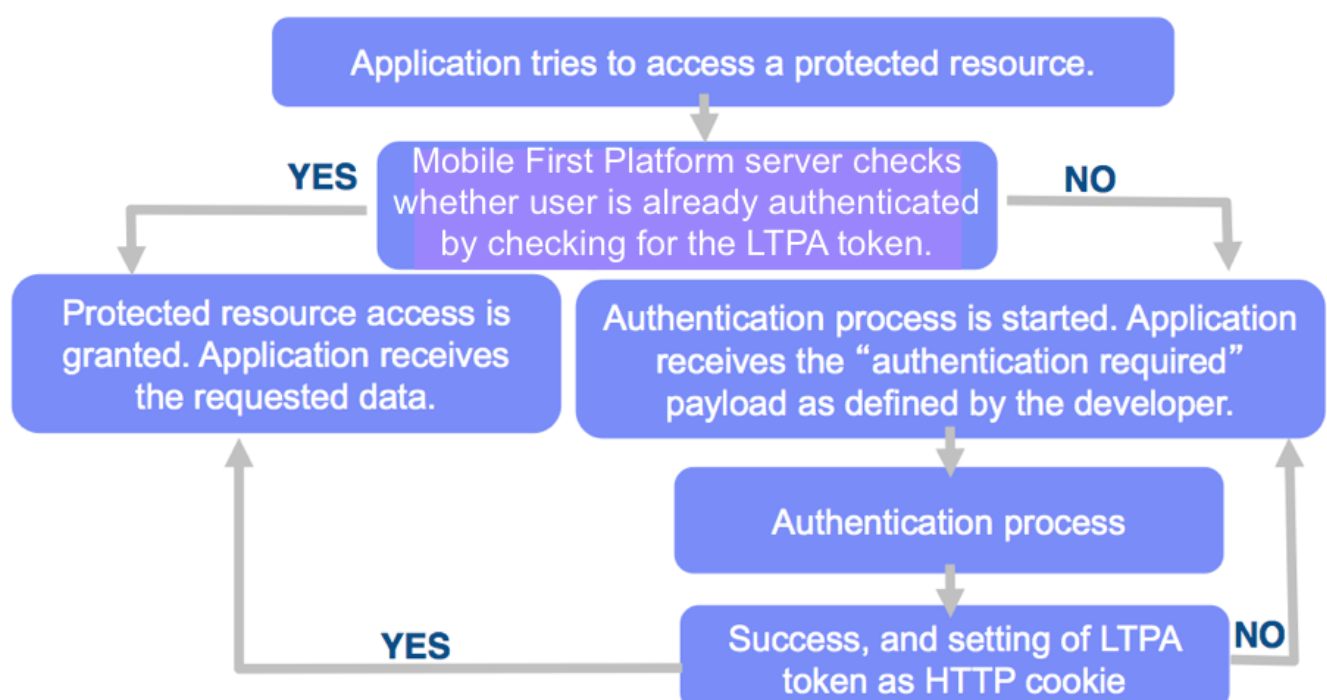 Application tries to access a protected resource.
YES
Mobile First Platform server checks
whether user is already authenticated
by checking for the LTPA token.
NO
Protected resource access is
granted. Application receives
the requested data.
Authentication process is started. Application
receives the “authentication required”
payload as defined by the developer.
Authentication process
YES
Success, and setting of LTPA
token as HTTP cookie
NO